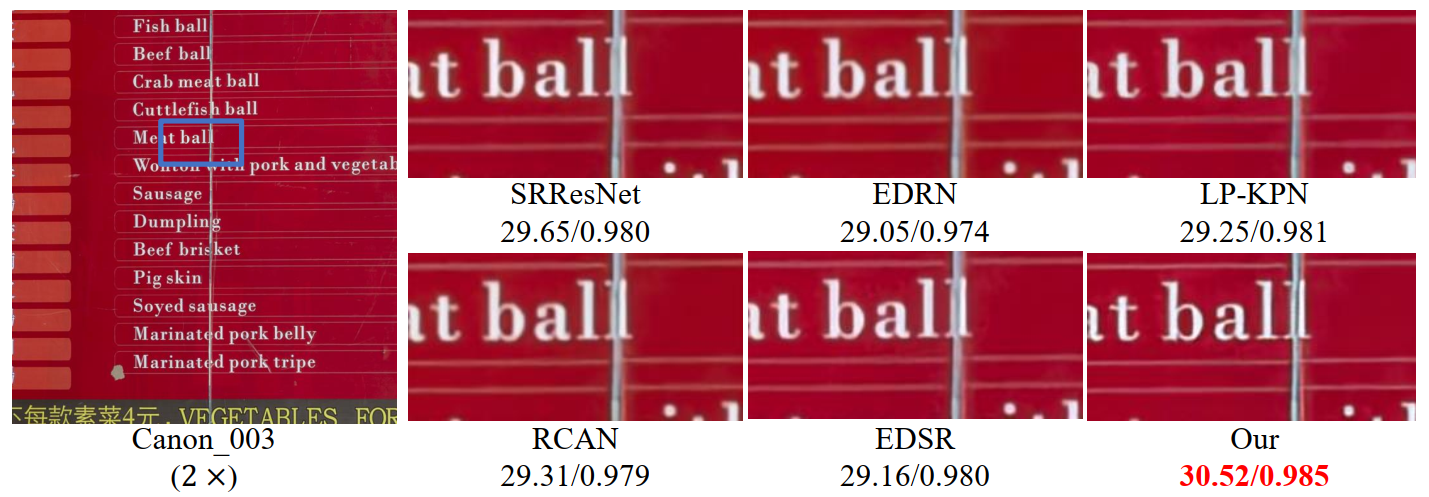 Fish ball
Beef ball
Crab meat ball
Cuttlefish ball
Meat ball
Wonton with pork and vegetab
Sausage
Dumpling
Beef brisket
Pig skin
Soyed sausage
Marinated pork belly
Marinated pork tripe
每款素菜4元,VEGETABLES FOR
Canon_003
(2 ×)
at ball
SRResNet
29.65/0.980
at ball
EDRN
29.05/0.974
at ball
LP-KPN
29.25/0.981
at ball
RCAN
29.31/0.979
at ball
EDSR
29.16/0.980
at ball
Our
30.52/0.985